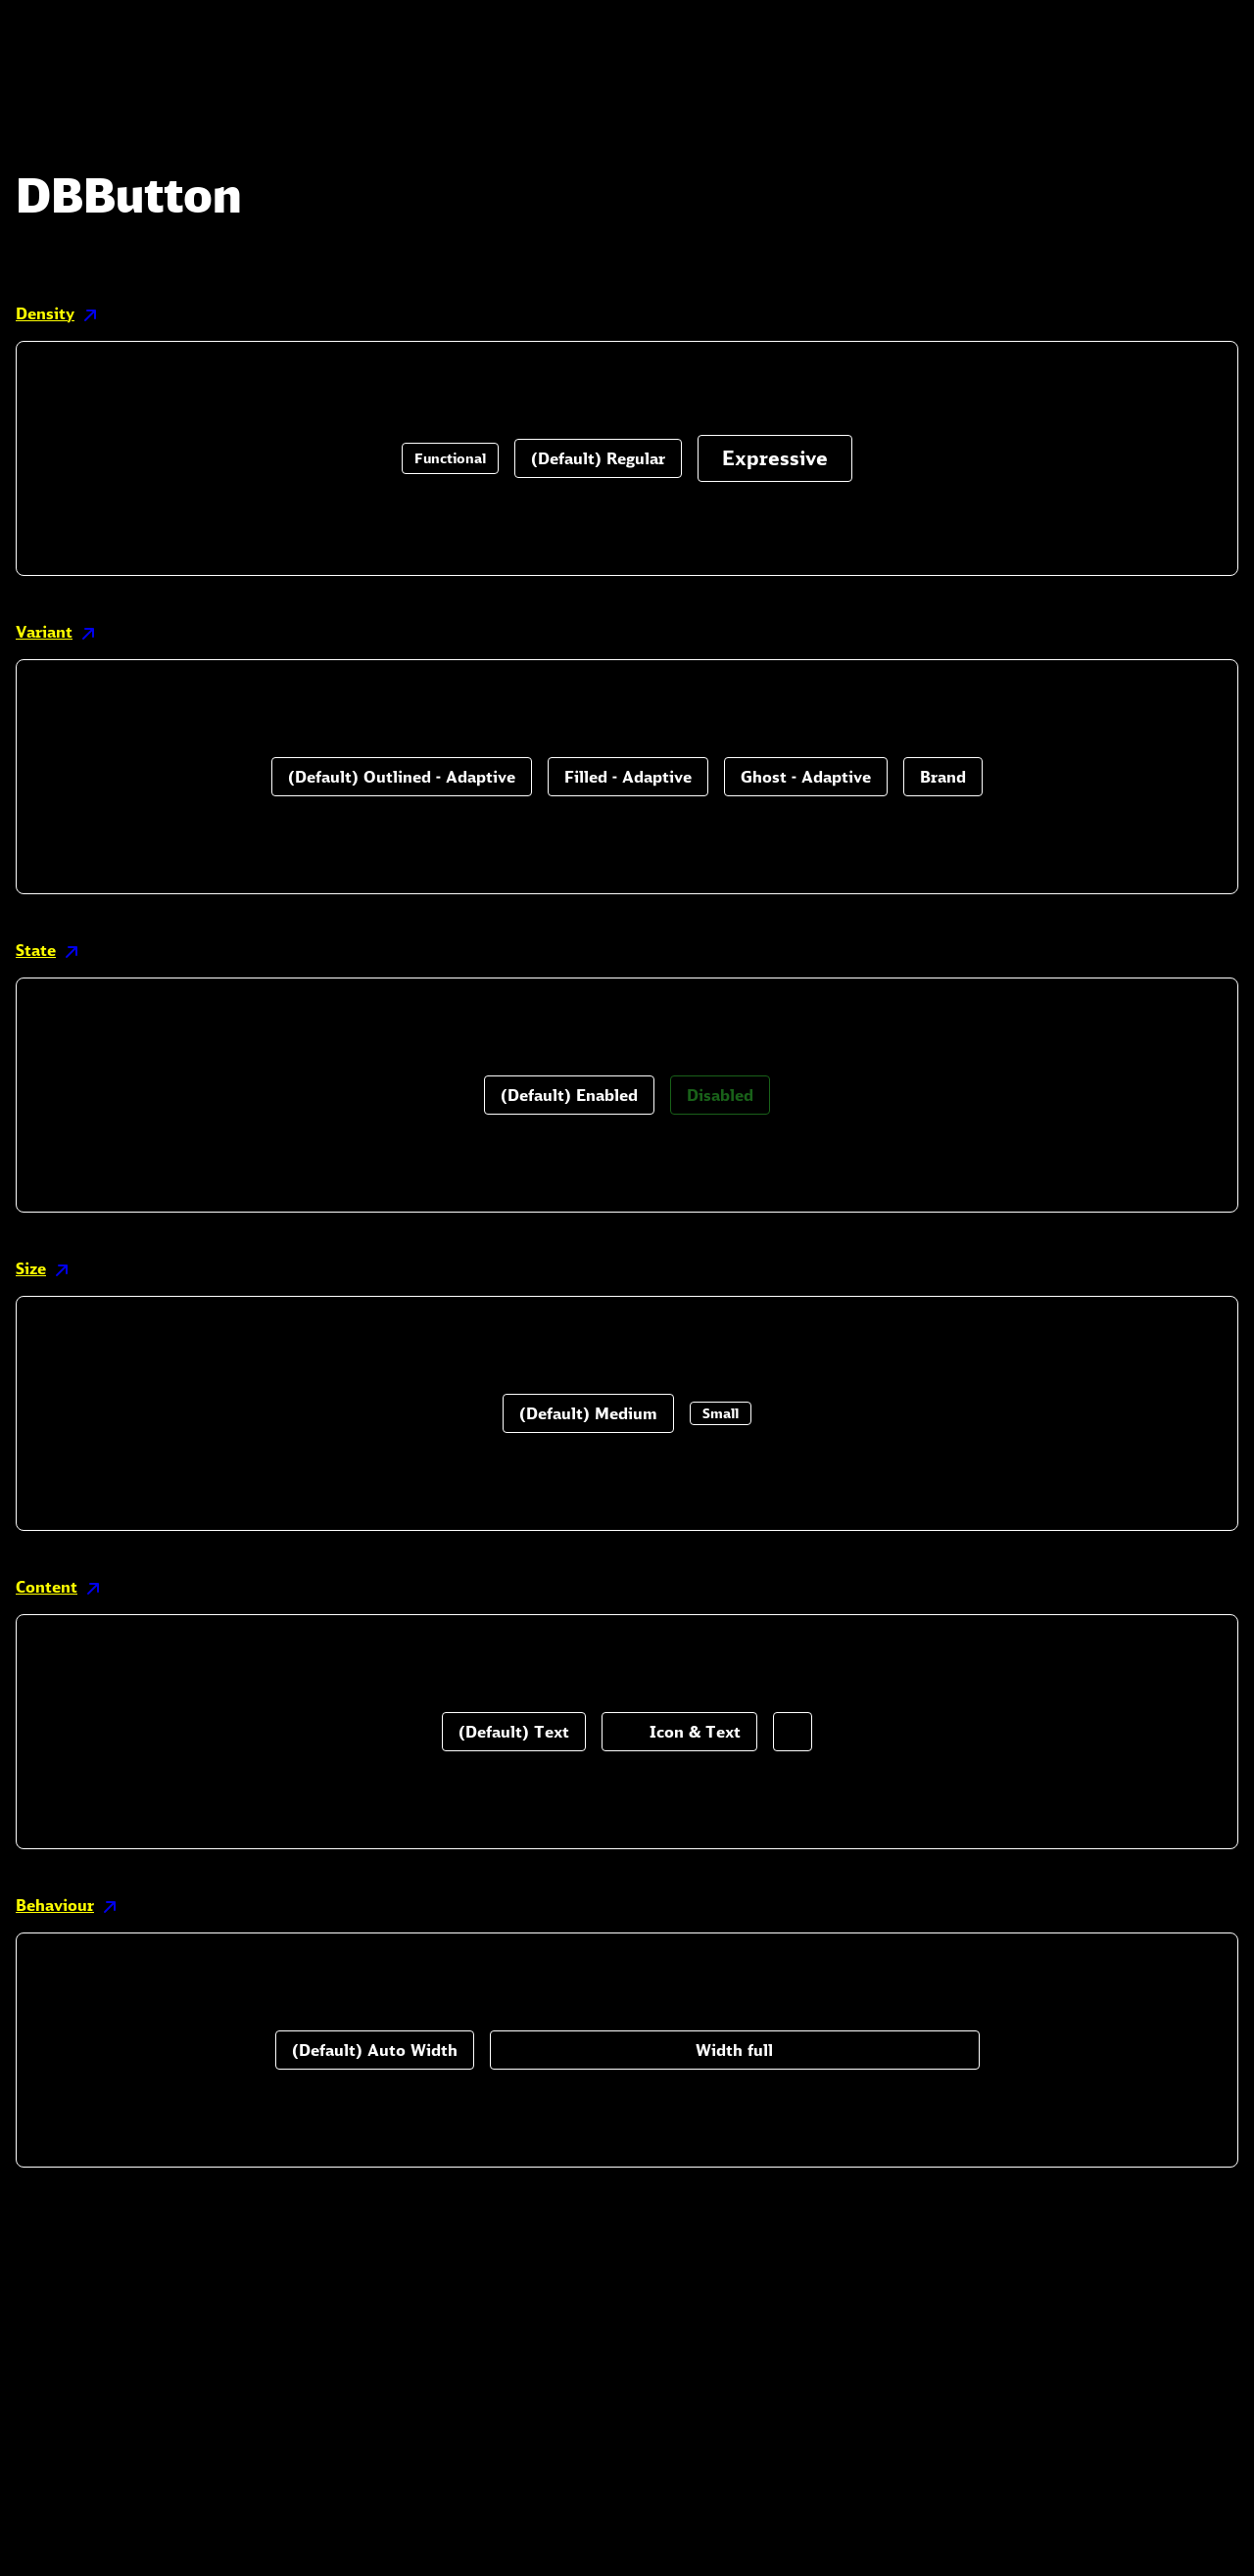 DBButton
Density
Functional (Default) Regular Expressive
Variant
(Default) Outlined - Adaptive Filled - Adaptive Ghost - Adaptive Brand
State
(Default) Enabled Disabled
Size
(Default) Medium Small
Content
(Default) Text Icon & Text
Behaviour
(Default) Auto Width Width full